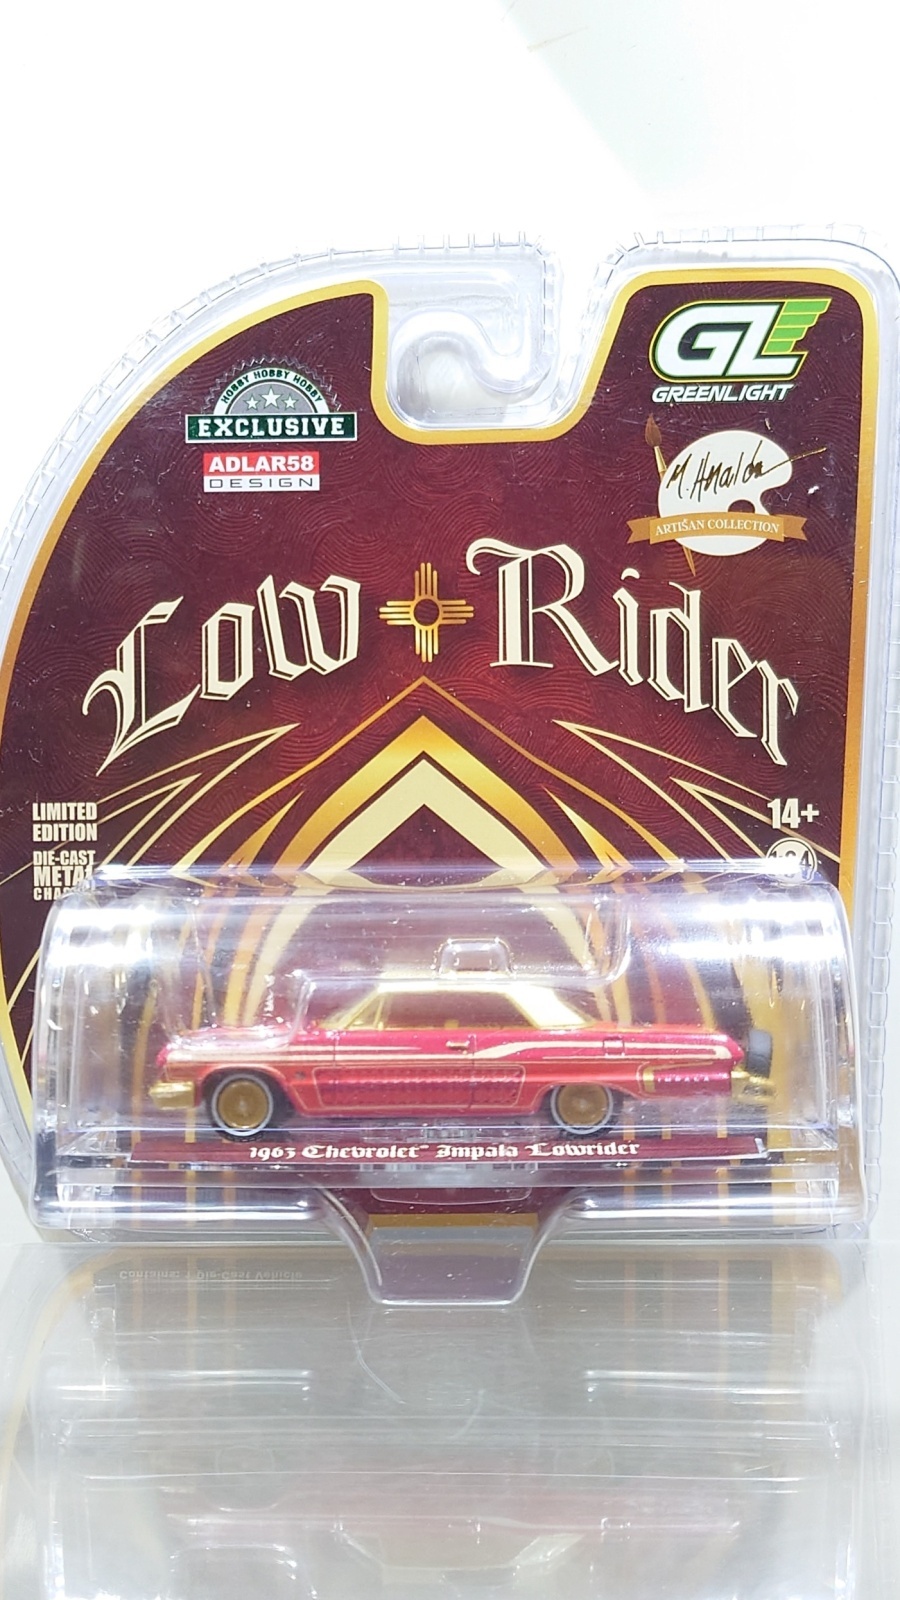 HOBBY HOBBY HOBBY
EXCLUSIVE
ADLAR58
DESIGN
GL
GREENLIGHT
ARTISAN COLLECTION
Low Rider
LIMITED
EDITION
DIE-CAST
METAL
14+
IMPALA
1963 Chevrolet™ Impala Lowrider